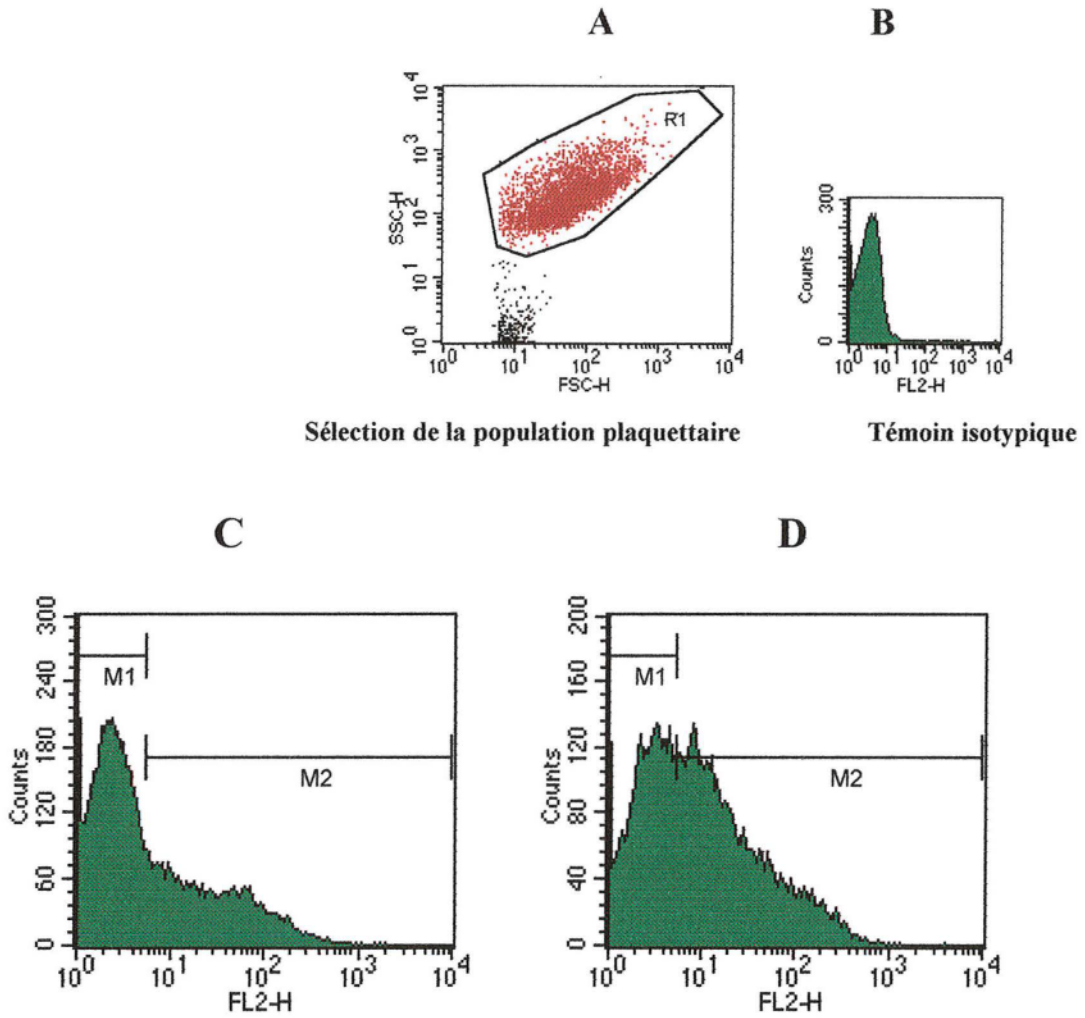 A
B
10^4
10^3
10^2
10^1
10^0
SSC-H
R1
10^0 10^1 10^2 10^3 10^4
FSC-H
300
0
Counts
10^0 10^1 10^2 10^3 10^4
FL2-H
Sélection de la population plaquettaire
Témoin isotypique
C
D
300
240
180
120
60
0
Counts
M1
M2
10^0 10^1 10^2 10^3 10^4
FL2-H
200
160
120
80
40
0
Counts
M1
M2
10^0 10^1 10^2 10^3 10^4
FL2-H